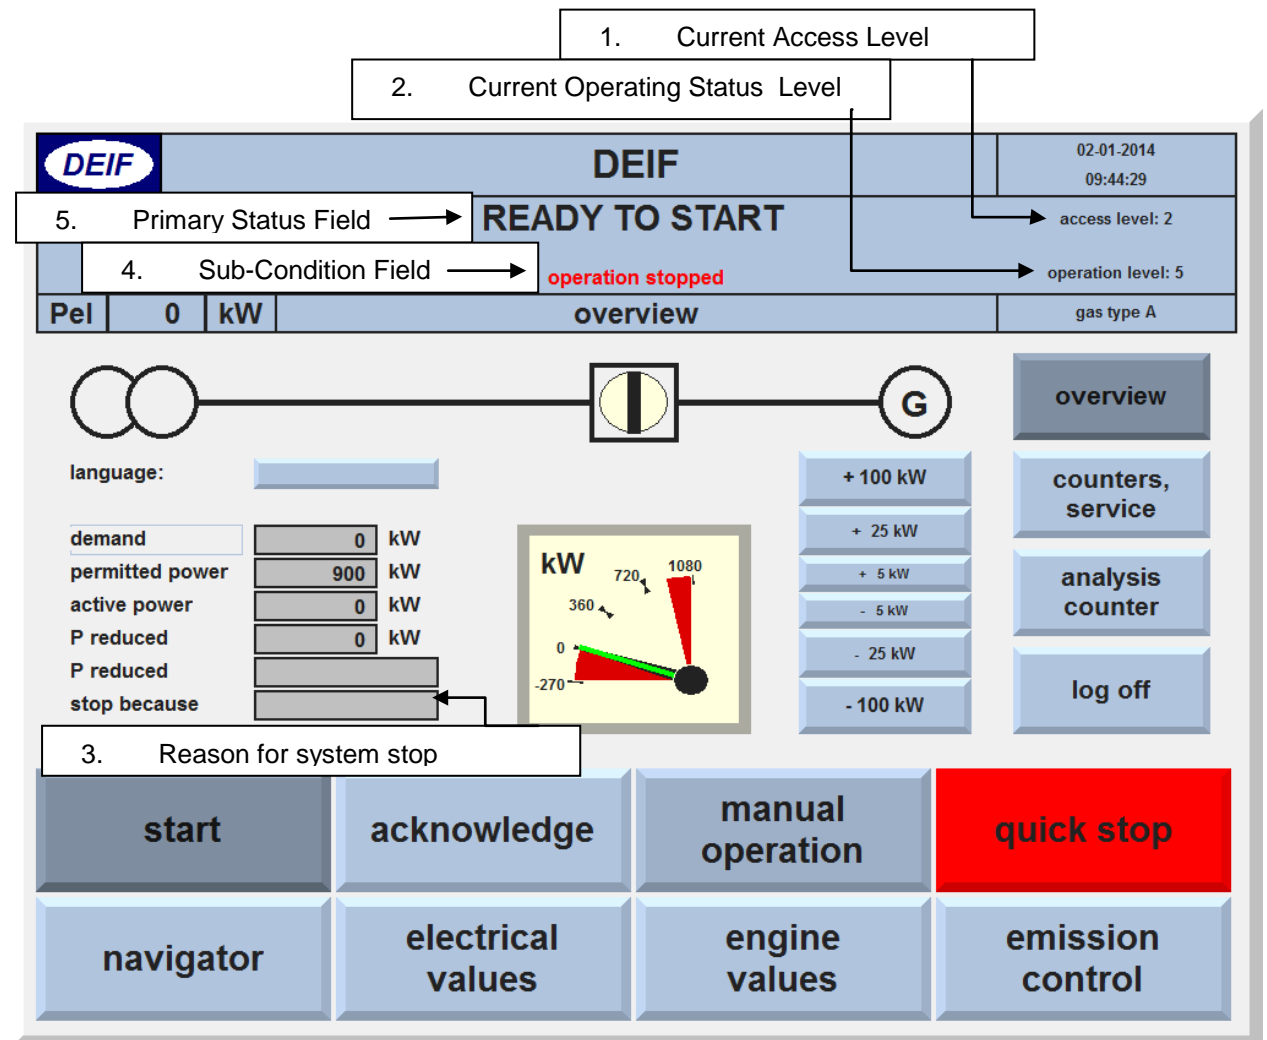 1. Current Access Level
2. Current Operating Status Level
DEIF
DEIF
02-01-2014
09:44:29
5. Primary Status Field
READY TO START
access level: 2
4. Sub-Condition Field
operation stopped
operation level: 5
Pel 0 kW
overview
gas type A
G
overview
language:
+ 100 kW
counters,
service
demand 0 kW
+ 25 kW
permitted power 900 kW
+ 5 kW
active power 0 kW
- 5 kW
P reduced 0 kW
- 25 kW
P reduced
stop because
- 100 kW
kW
720
1080
360
0
-270
analysis
counter
log off
3. Reason for system stop
start
acknowledge
manual
operation
quick stop
navigator
electrical
values
engine
values
emission
control